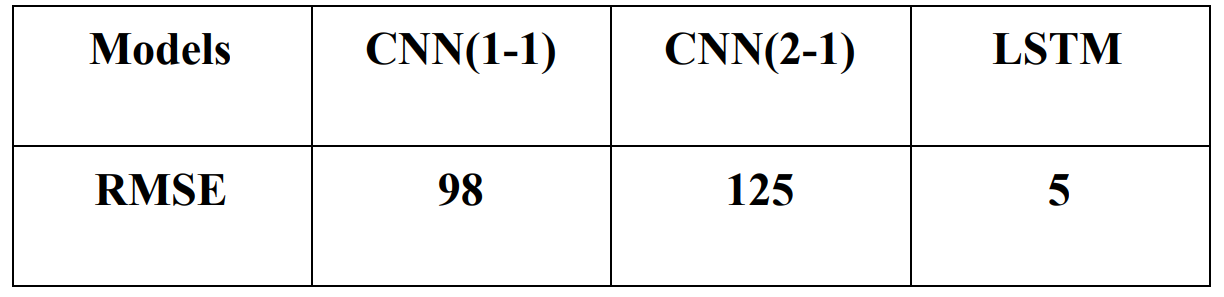 Models CNN(1-1) CNN(2-1) LSTM
RMSE 98 125 5